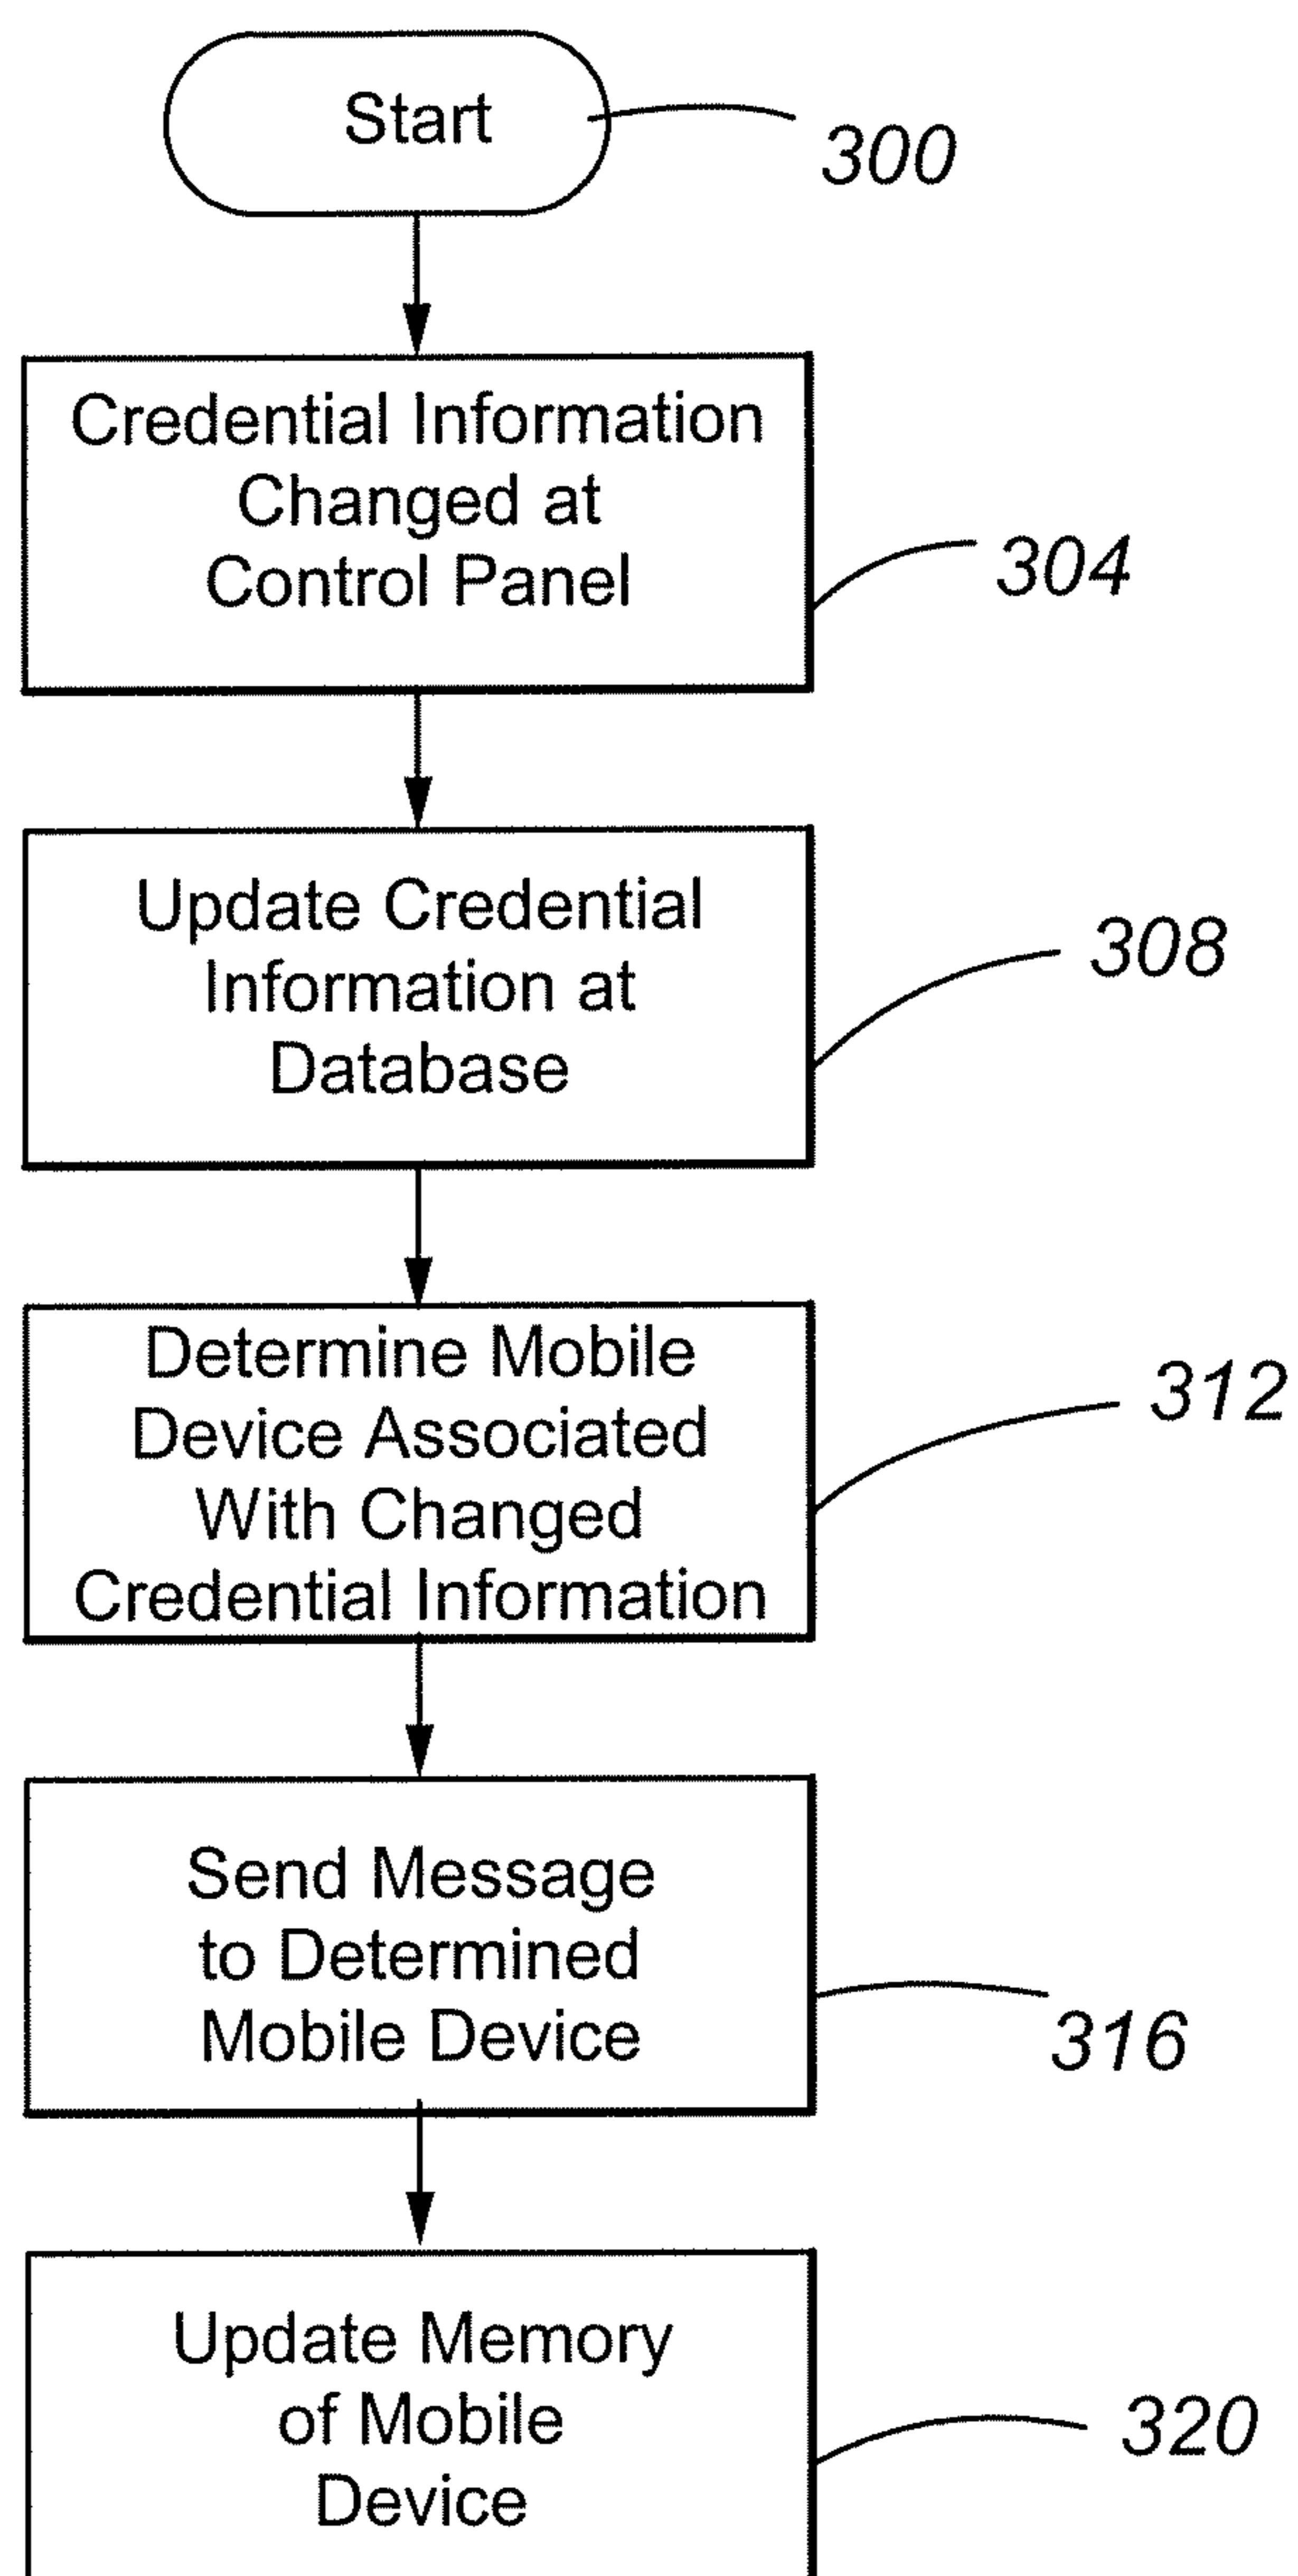 Start
300
Credential Information
Changed at
Control Panel
304
Update Credential
Information at
Database
308
Determine Mobile
Device Associated
With Changed
Credential Information
312
Send Message
to Determined
Mobile Device
316
Update Memory
of Mobile
Device
320